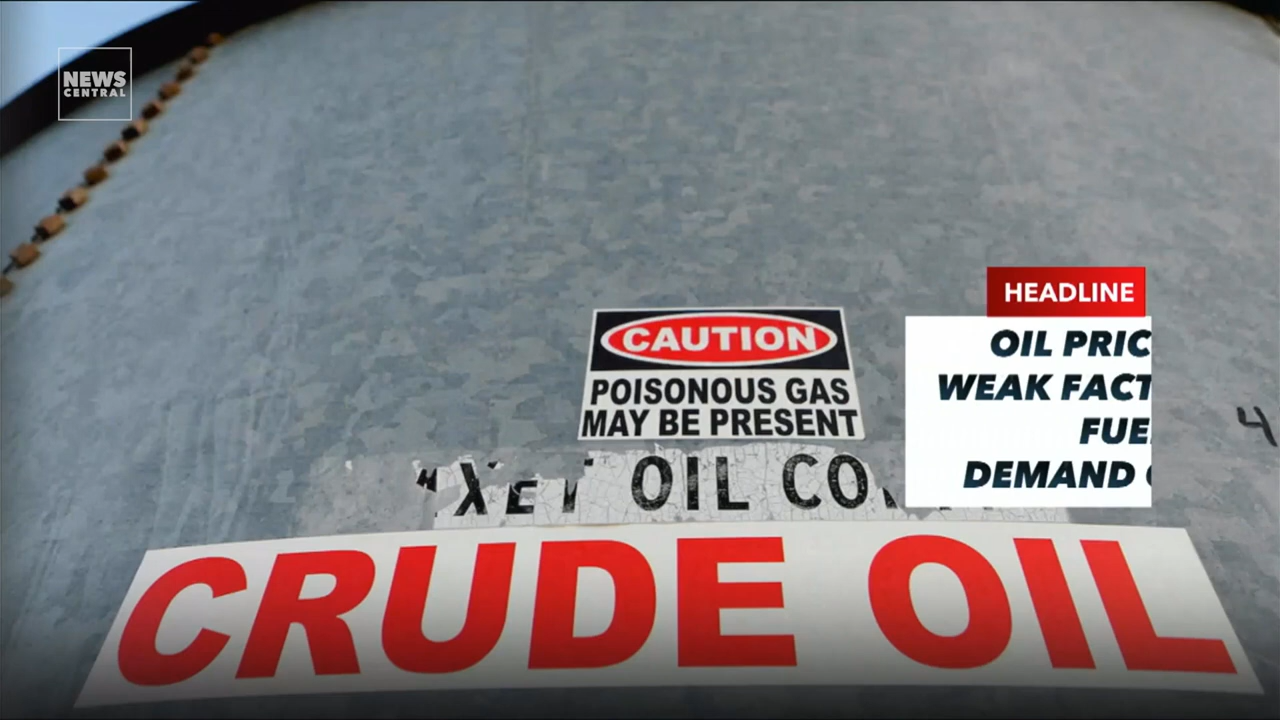 NEWS
CENTRAL
HEADLINE
OIL PRIC
WEAK FACT
FUE
DEMAND
CAUTION
POISONOUS GAS
MAY BE PRESENT
OIL CO
CRUDE OIL
4